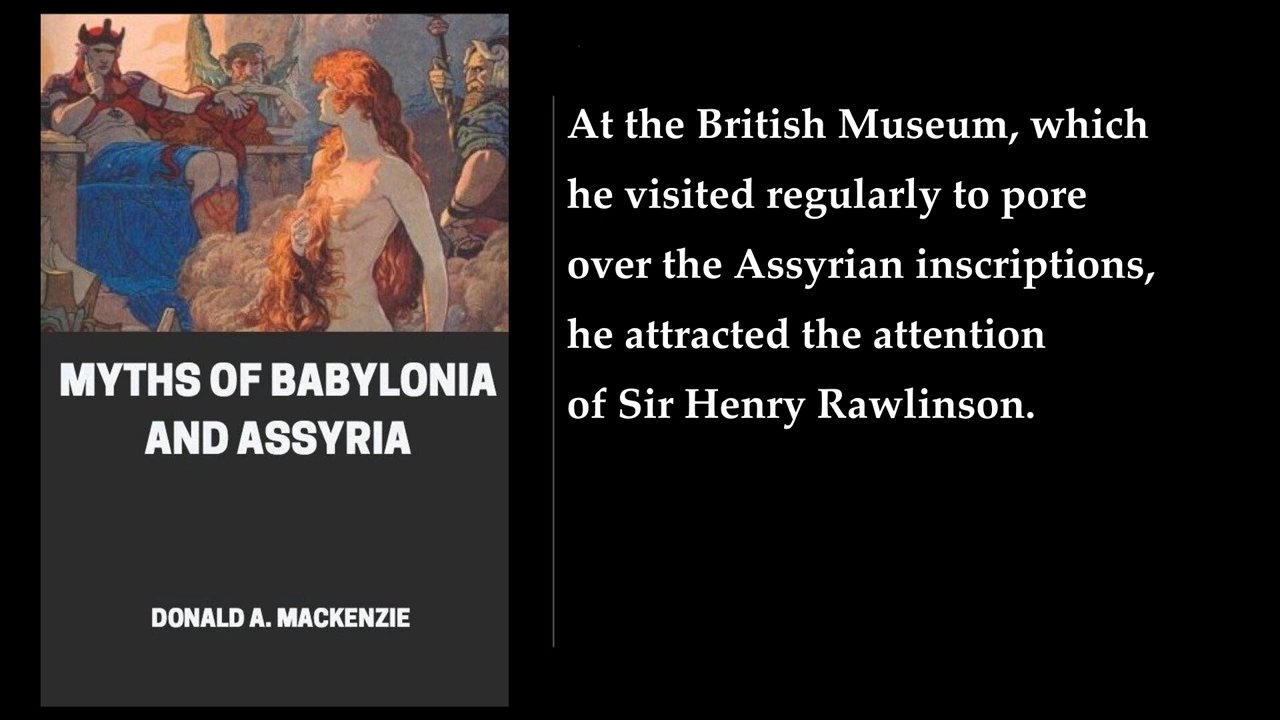 MYTHS OF BABYLONIA
AND ASSYRIA
DONALD A. MACKENZIE
At the British Museum, which
he visited regularly to pore
over the Assyrian inscriptions,
he attracted the attention
of Sir Henry Rawlinson.